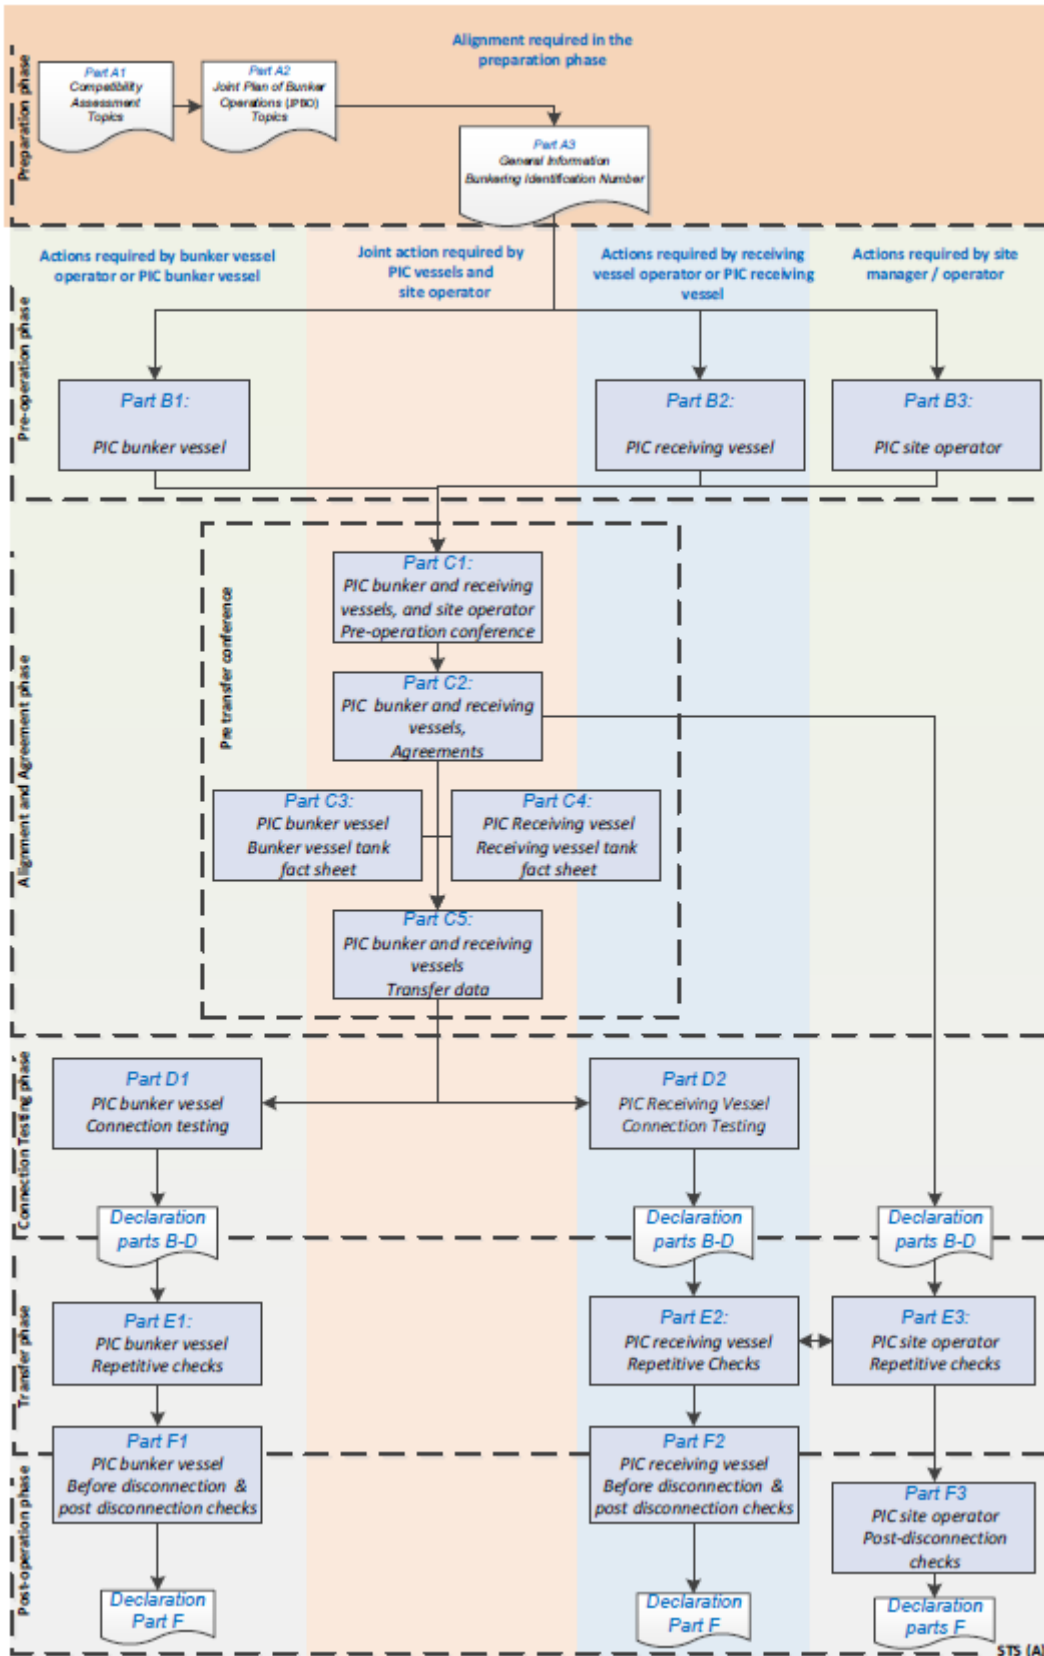 Preparation phase
Alignment required in the
preparation phase
Part A1
Compatibility
Assessment
Topics
Part A2
Joint Plan of Bunker
Operations (JPBO)
Topics
Part A3
General Information
Bunkering Identification Number
Pre-operation phase
Actions required by bunker vessel
operator or PIC bunker vessel
Joint action required by
PIC vessels and
site operator
Actions required by receiving
vessel operator or PIC receiving
vessel
Actions required by site
manager / operator
Part B1:
PIC bunker vessel
Part B2:
PIC receiving vessel
Part B3:
PIC site operator
Alignment and Agreement phase
Pre transfer conference
Part C1:
PIC bunker and receiving
vessels, and site operator
Pre-operation conference
Part C2:
PIC bunker and receiving
vessels,
Agreements
Part C3:
PIC bunker vessel
Bunker vessel tank
fact sheet
Part C4:
PIC Receiving vessel
Receiving vessel tank
fact sheet
Part C5:
PIC bunker and receiving
vessels
Transfer data
Connection Testing phase
Part D1
PIC bunker vessel
Connection testing
Part D2
PIC Receiving Vessel
Connection Testing
Declaration
parts B-D
Declaration
parts B-D
Declaration
parts B-D
Transfer phase
Part E1:
PIC bunker vessel
Repetitive checks
Part E2:
PIC receiving vessel
Repetitive Checks
Part E3:
PIC site operator
Repetitive checks
Post-operation phase
Part F1
PIC bunker vessel
Before disconnection &
post disconnection checks
Part F2
PIC receiving vessel
Before disconnection &
post disconnection checks
Part F3
PIC site operator
Post-disconnection
checks
Declaration
Part F
Declaration
Part F
Declaration
parts F
STS (A)